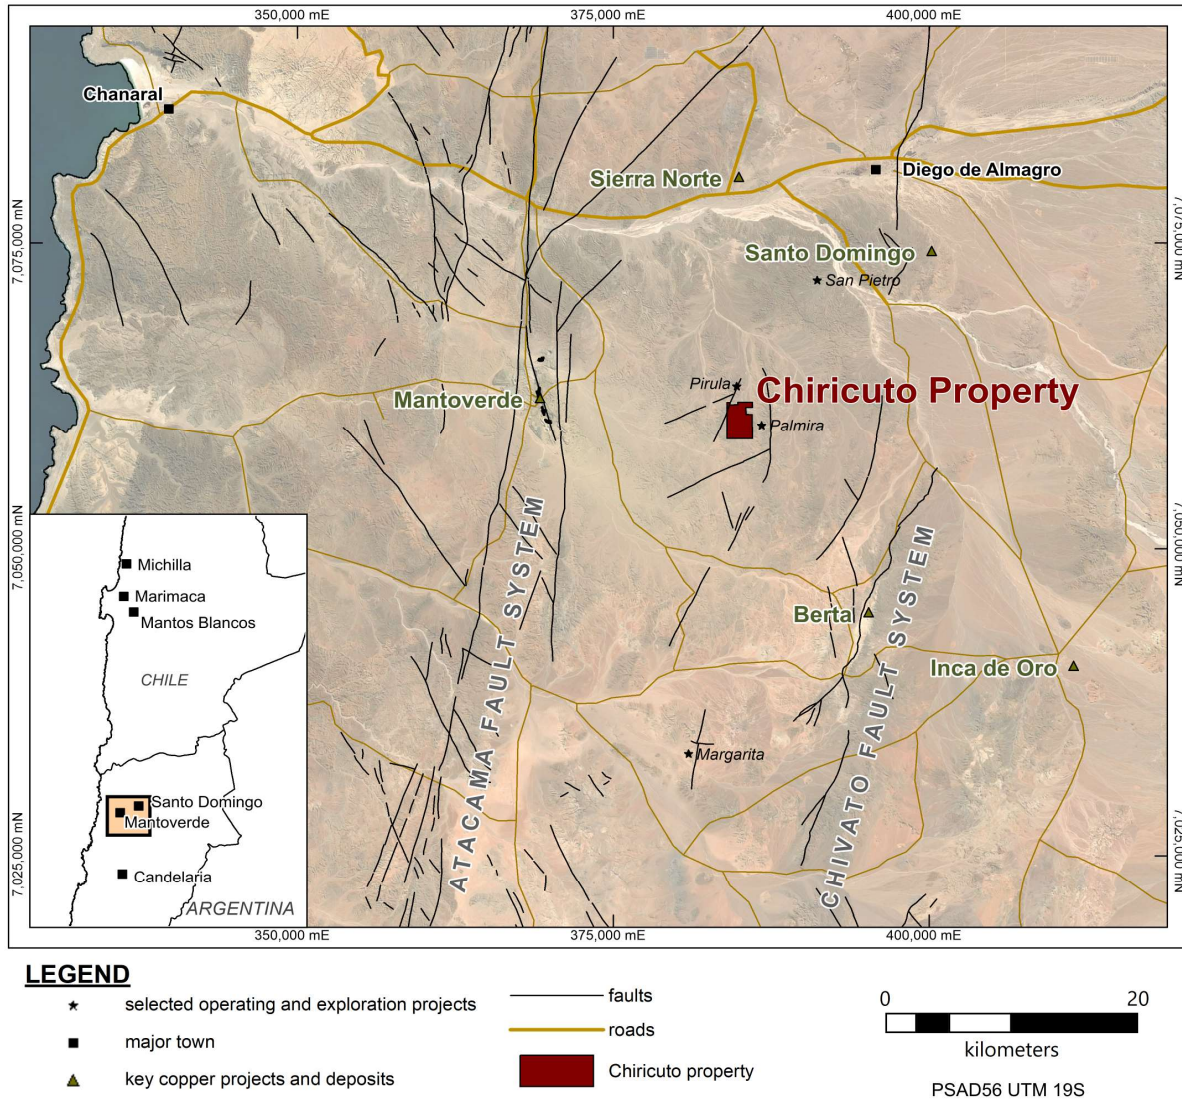 350,000 mE
375,000 mE
400,000 mE
Chanaral
Sierra Norte
Diego de Almagro
7,075,000 mN
7,075,000 mN
Santo Domingo
San Pietro
Pirula
Chiricuto Property
Mantoverde
Palmira
ATACAMA FAULT SYSTEM
CHIVATO FAULT SYSTEM
7,050,000 mN
7,050,000 mN
Michilla
Marimaca
Mantos Blancos
Berta
Inca de Oro
CHILE
Margarita
Santo Domingo
Mantoverde
7,025,000 mN
7,025,000 mN
Candelaria
ARGENTINA
350,000 mE
375,000 mE
400,000 mE
LEGEND
selected operating and exploration projects
major town
key copper projects and deposits
faults
roads
Chiricuto property
0
20
kilometers
PSAD56 UTM 19S